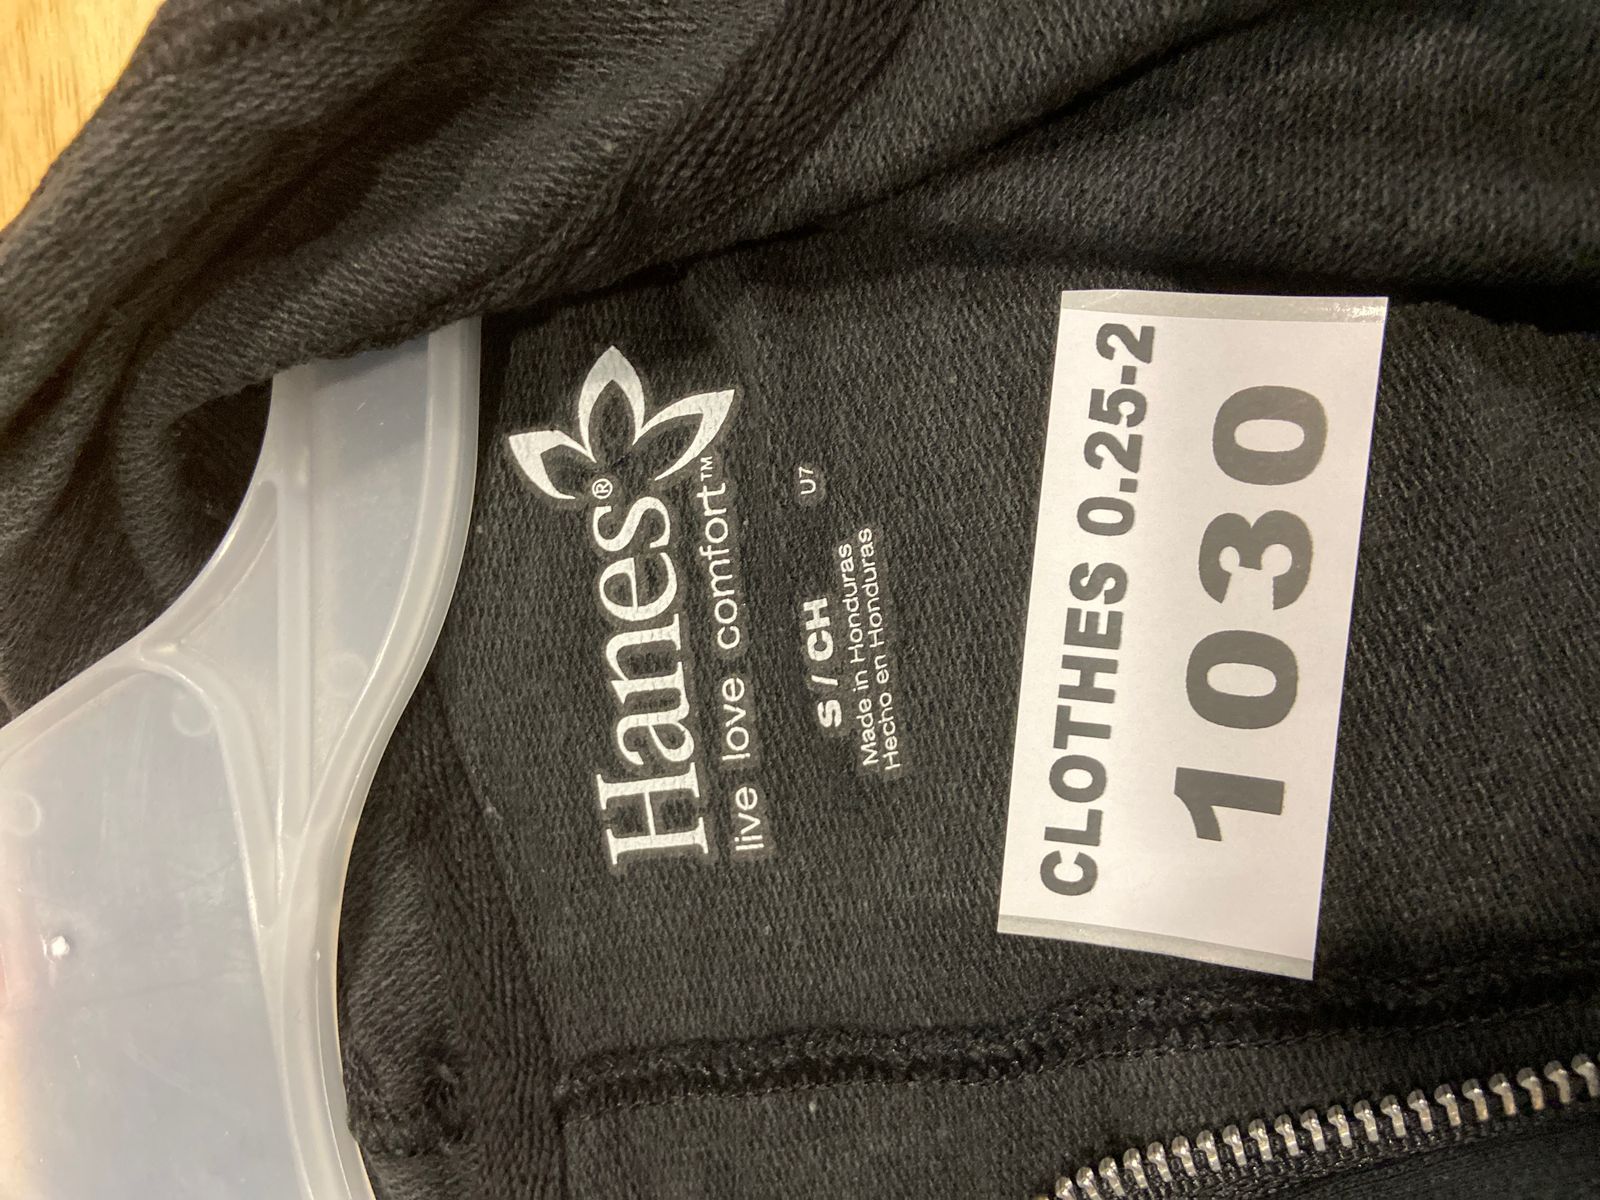 Hanes®
live love comfort™
U7
S / CH
Made in Honduras
Hecho en Honduras
CLOTHES 0.25-2
1030